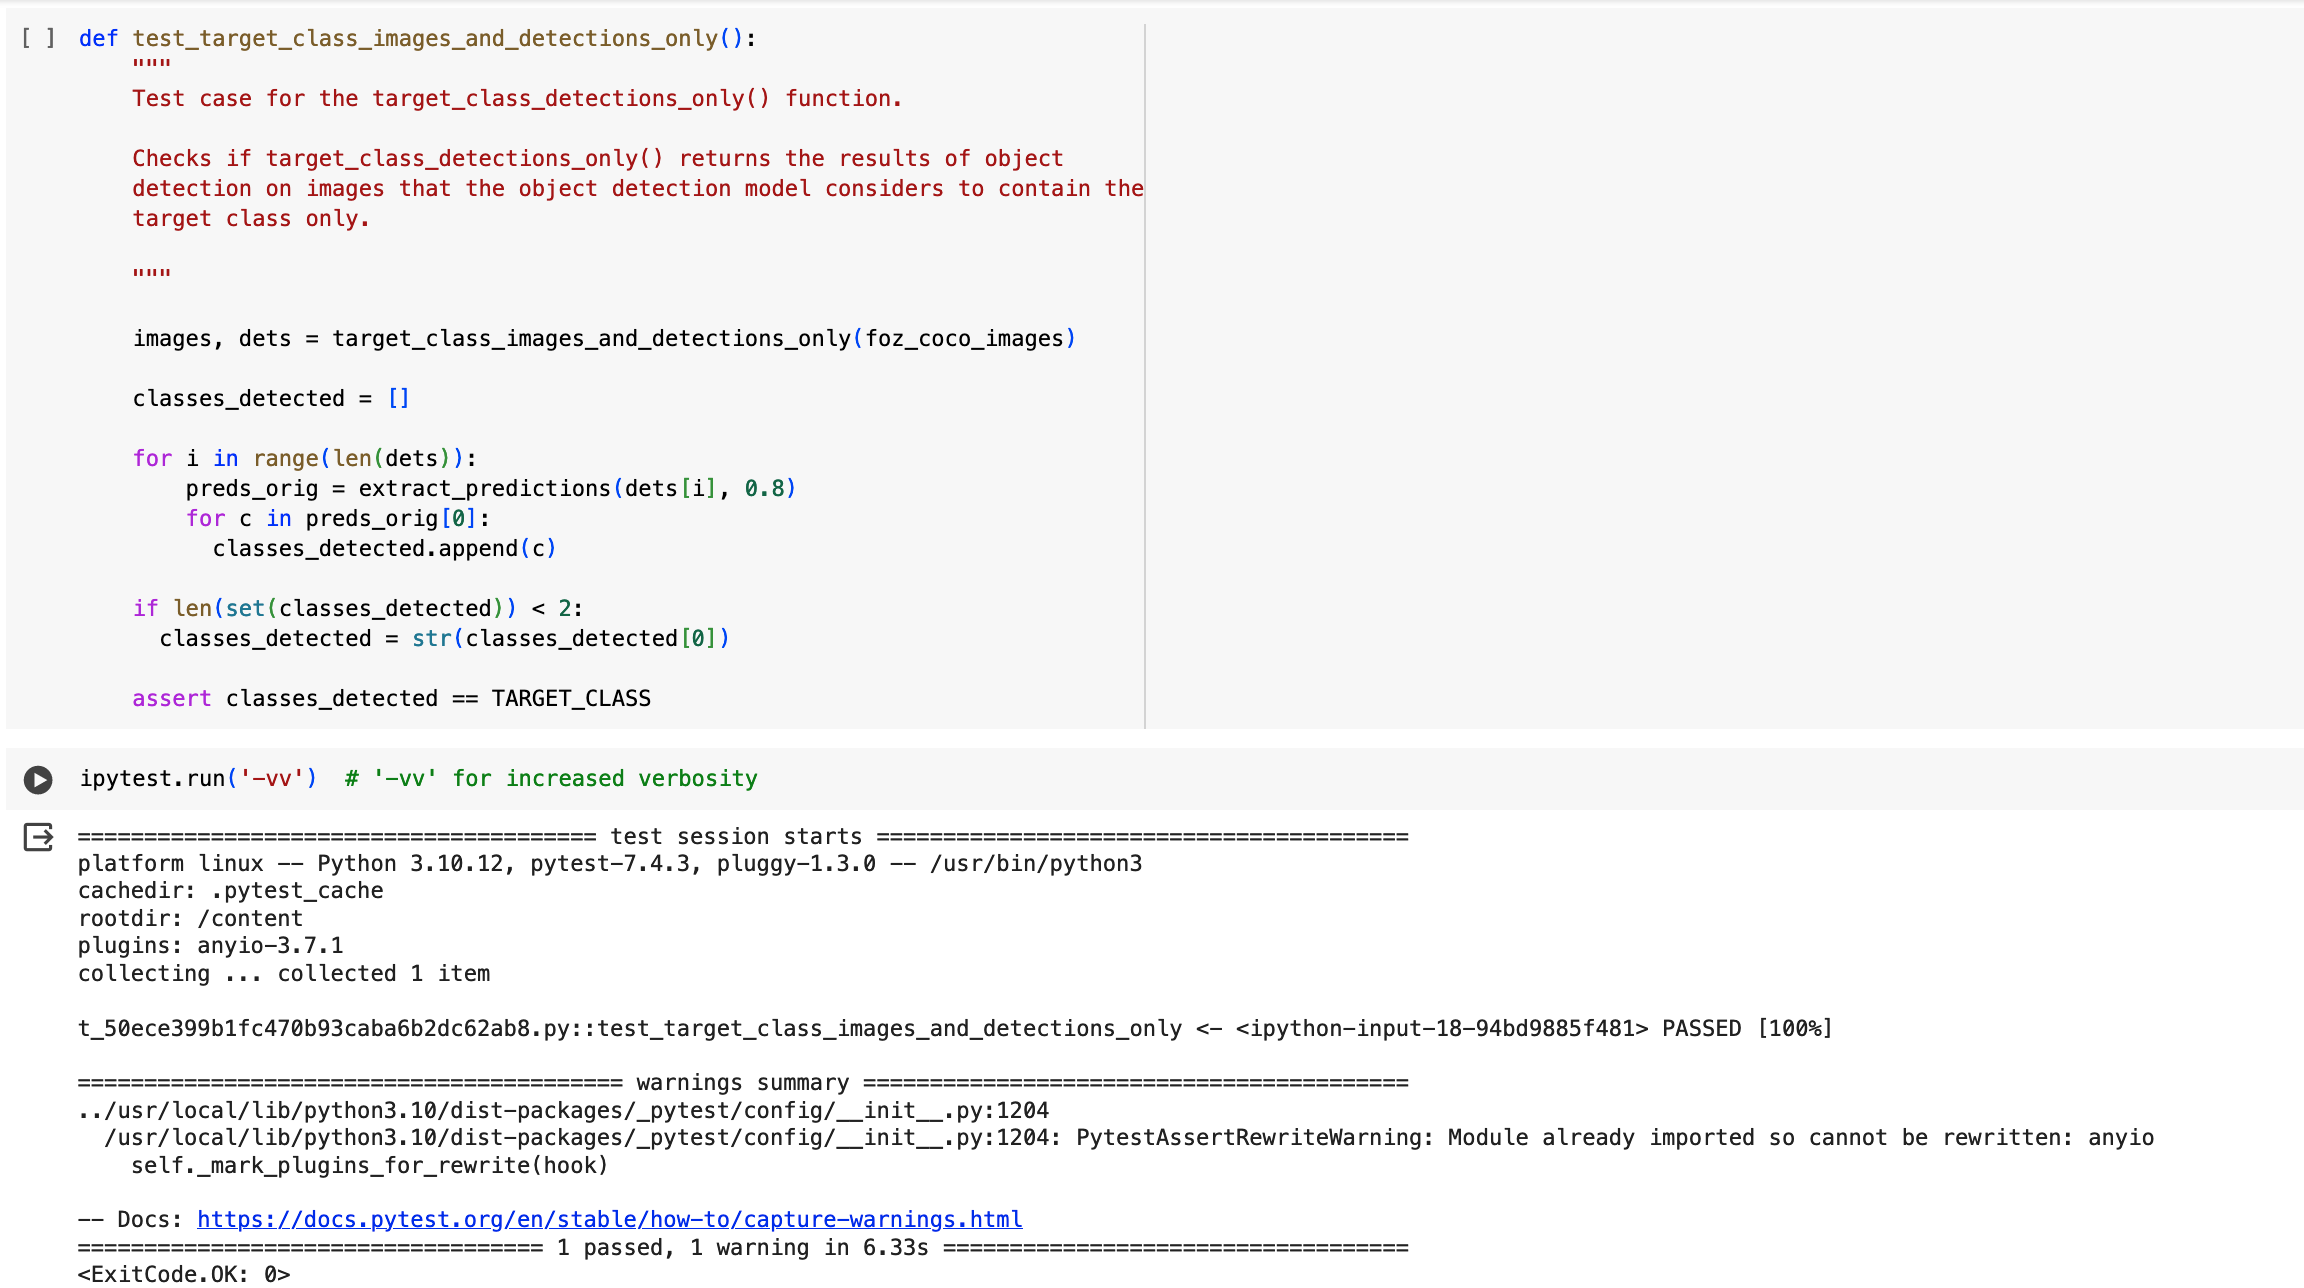 [ ] def test_target_class_images_and_detections_only():
"""
Test case for the target_class_detections_only() function.
Checks if target_class_detections_only() returns the results of object
detection on images that the object detection model considers to contain the
target class only.
"""
images, dets = target_class_images_and_detections_only(foz_coco_images)
classes_detected = []
for i in range(len(dets)):
preds_orig = extract_predictions(dets[i], 0.8)
for c in preds_orig[0]:
classes_detected.append(c)
if len(set(classes_detected)) < 2:
classes_detected = str(classes_detected[0])
assert classes_detected == TARGET_CLASS
ipytest.run('-vv')  # '-vv' for increased verbosity
======================================= test session starts ========================================
platform linux -- Python 3.10.12, pytest-7.4.3, pluggy-1.3.0 -- /usr/bin/python3
cachedir: .pytest_cache
rootdir: /content
plugins: anyio-3.7.1
collecting ... collected 1 item
t_50ece399b1fc470b93caba6b2dc62ab8.py::test_target_class_images_and_detections_only <- <ipython-input-18-94bd9885f481> PASSED [100%]
========================================= warnings summary =========================================
../usr/local/lib/python3.10/dist-packages/_pytest/config/__init__.py:1204
/usr/local/lib/python3.10/dist-packages/_pytest/config/__init__.py:1204: PytestAssertRewriteWarning: Module already imported so cannot be rewritten: anyio
self._mark_plugins_for_rewrite(hook)
-- Docs: https://docs.pytest.org/en/stable/how-to/capture-warnings.html
=================================== 1 passed, 1 warning in 6.33s ===================================
<ExitCode.OK: 0>